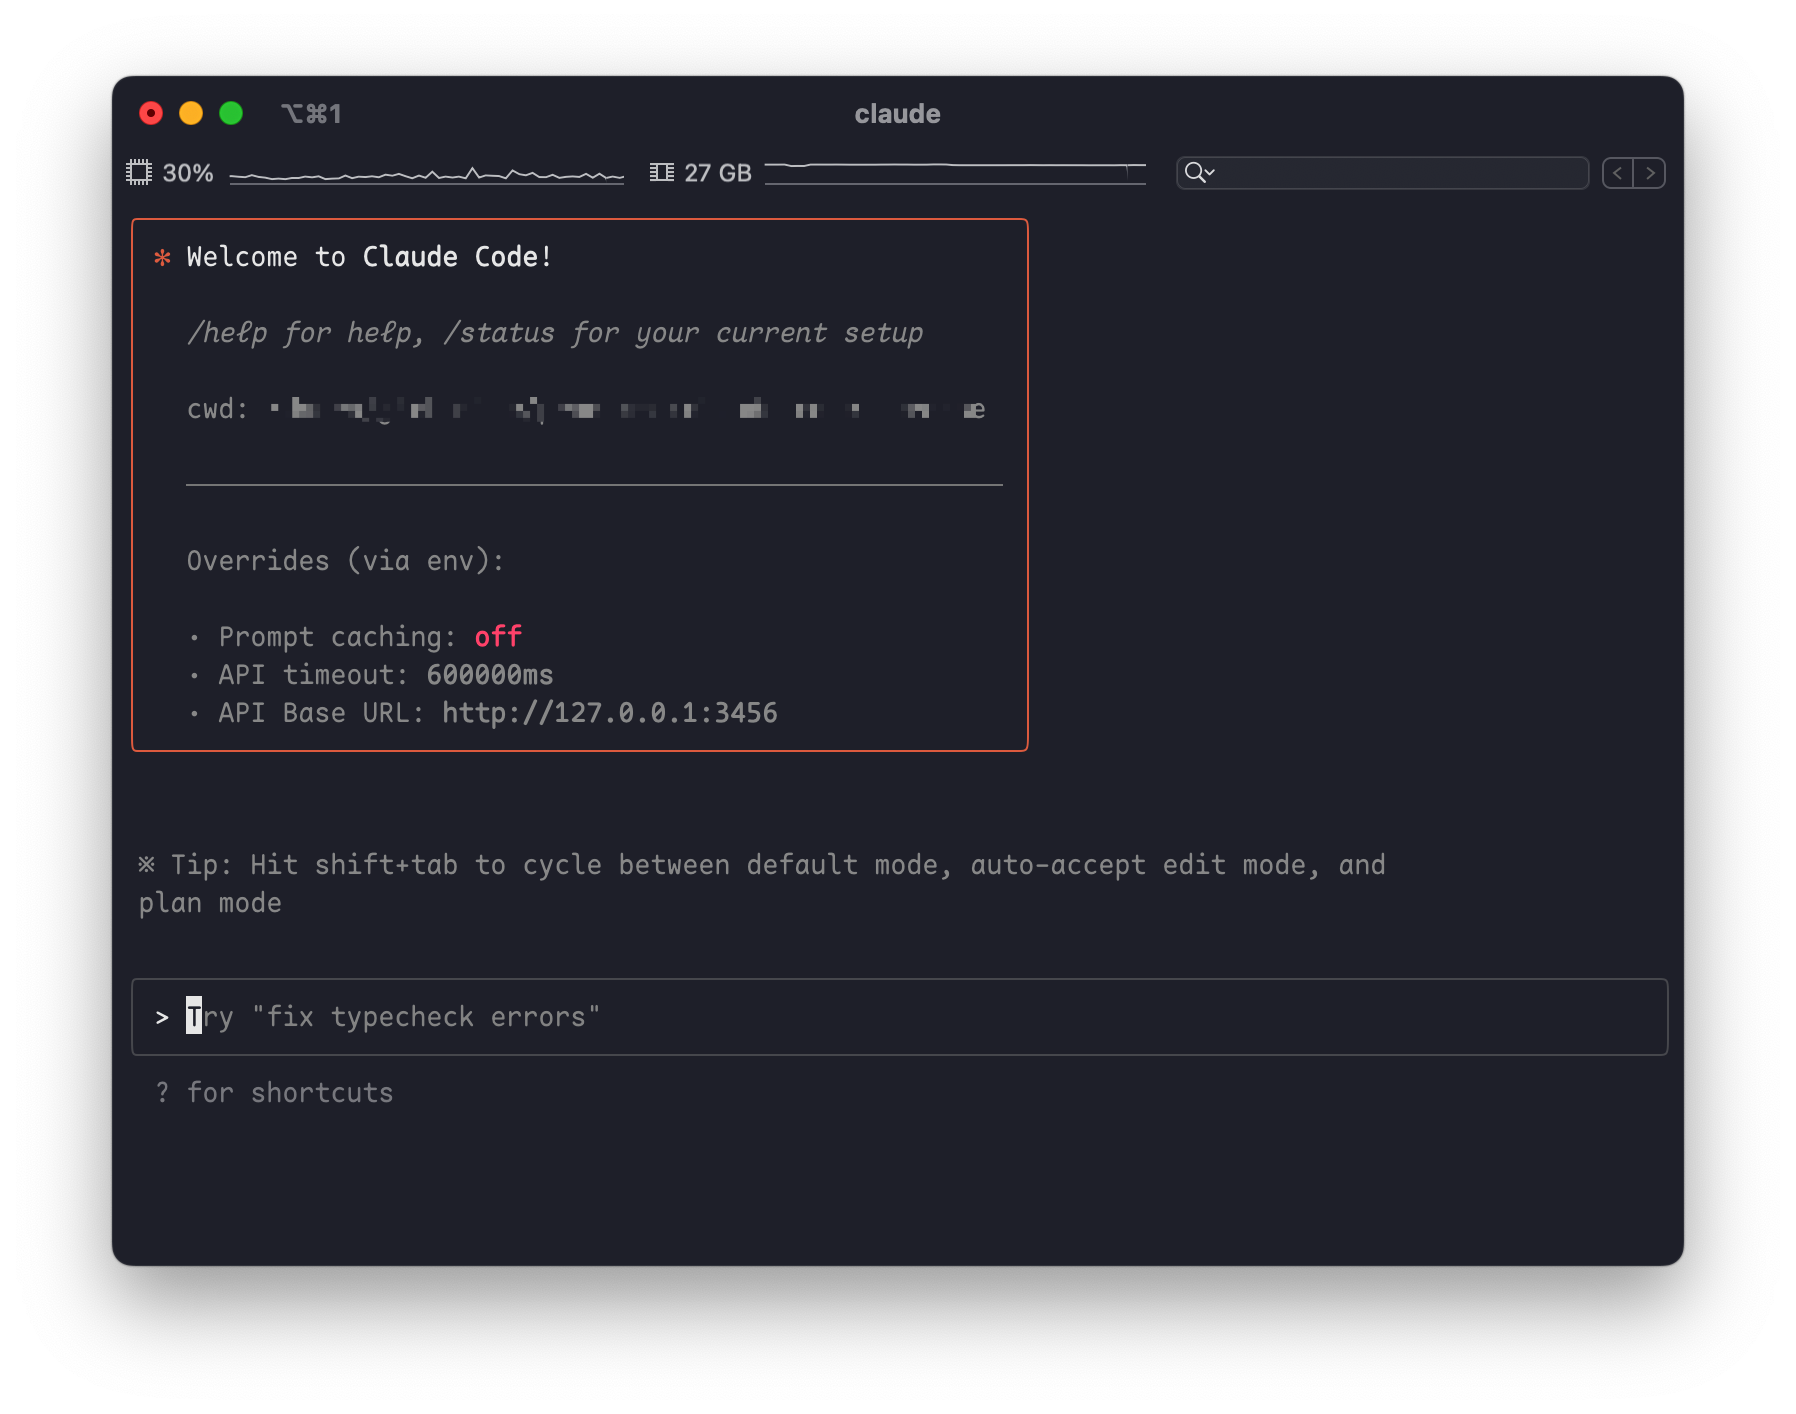 ⌥⌘1
claude
30%
27 GB
✻ Welcome to Claude Code!
/help for help, /status for your current setup
cwd:
Overrides (via env):
• Prompt caching: off
• API timeout: 600000ms
• API Base URL: http://127.0.0.1:3456
※ Tip: Hit shift+tab to cycle between default mode, auto-accept edit mode, and
plan mode
> Try "fix typecheck errors"
? for shortcuts